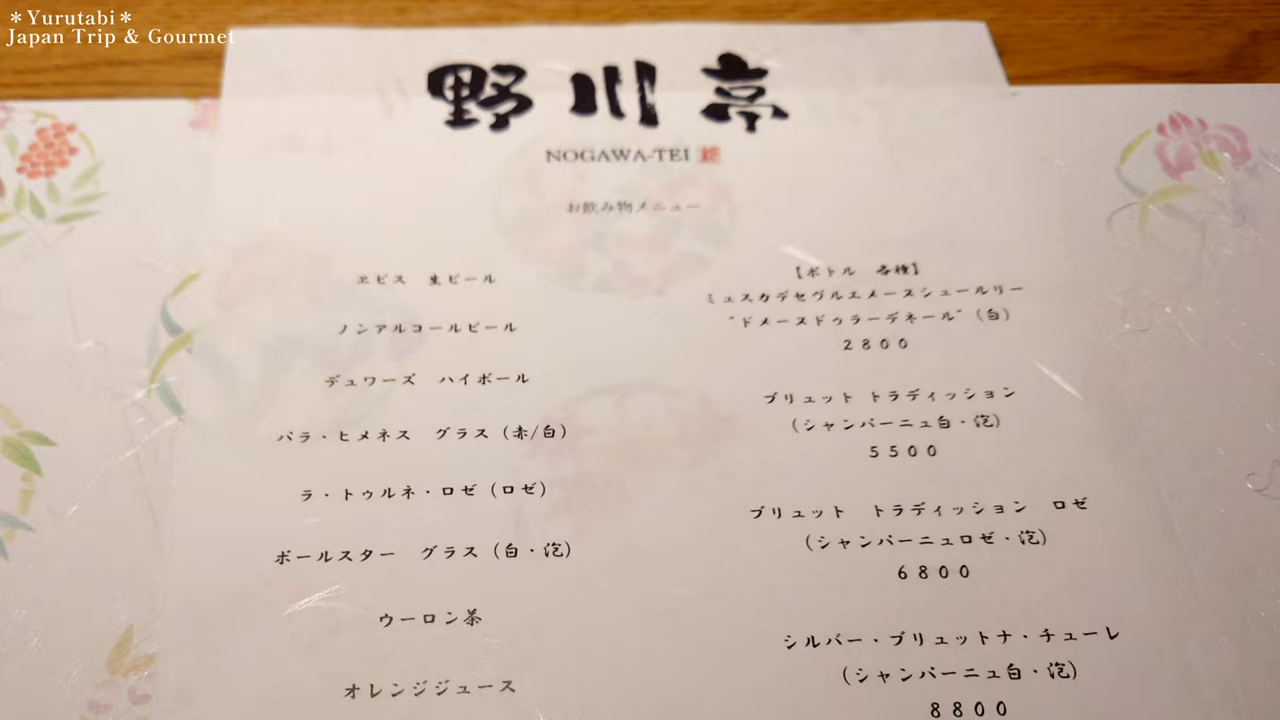 ＊Yurutabi＊
Japan Trip & Gourmet
野川亭
NOGAWA-TEI
お飲み物メニュー
ヱビス　生ビール
ノンアルコールビール
デュワーズ　ハイボール
パラ・ヒメネス　グラス（赤/白）
ラ・トゥルネ・ロゼ（ロゼ）
ボールスター　グラス（白・泡）
ウーロン茶
オレンジジュース
【ボトル　各種】
ミュスカデセヴルエメーヌシュールリー
“ドメーヌドゥラーデネール”（白）
2800
ブリュット トラディッション
（シャンパーニュ白・泡）
5500
ブリュット　トラディッション　ロゼ
（シャンパーニュロゼ・泡）
6800
シルバー・ブリュットナ・チューレ
（シャンパーニュ白・泡）
8800